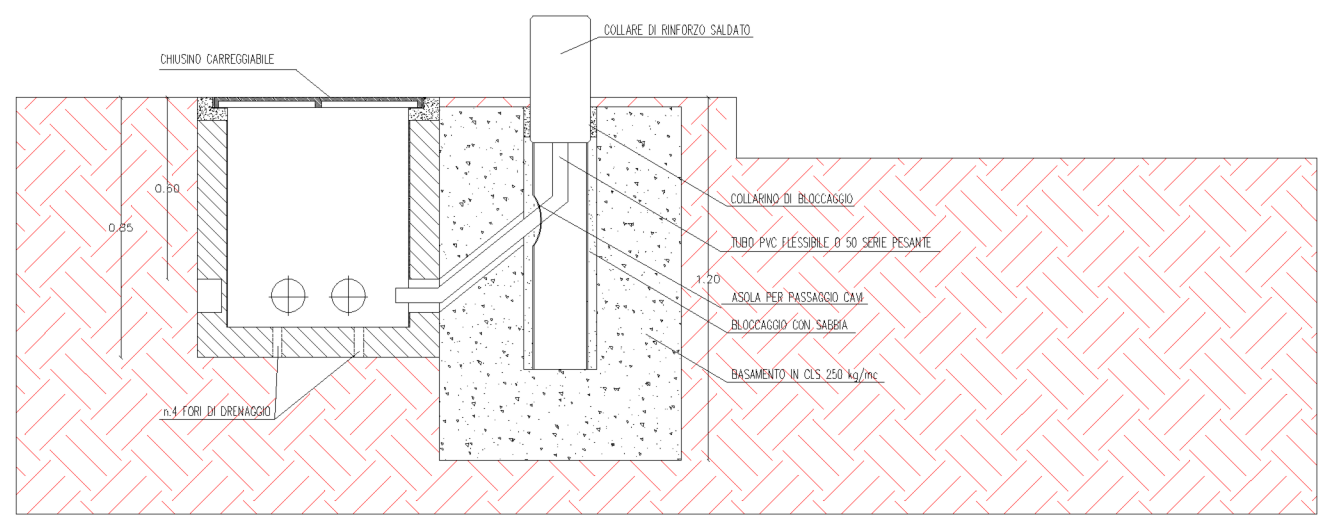 COLLARE DI RINFORZO SALDATO
CHIUSINO CARREGGIABILE
0.60
0.85
COLLARINO DI BLOCCAGGIO
TUBO PVC FLESSIBILE O 50 SERIE PESANTE
1.20
ASOLA PER PASSAGGIO CAVI
BLOCCAGGIO CON SABBIA
BASAMENTO IN CLS 250 kg/mc
n.4 FORI DI DRENAGGIO